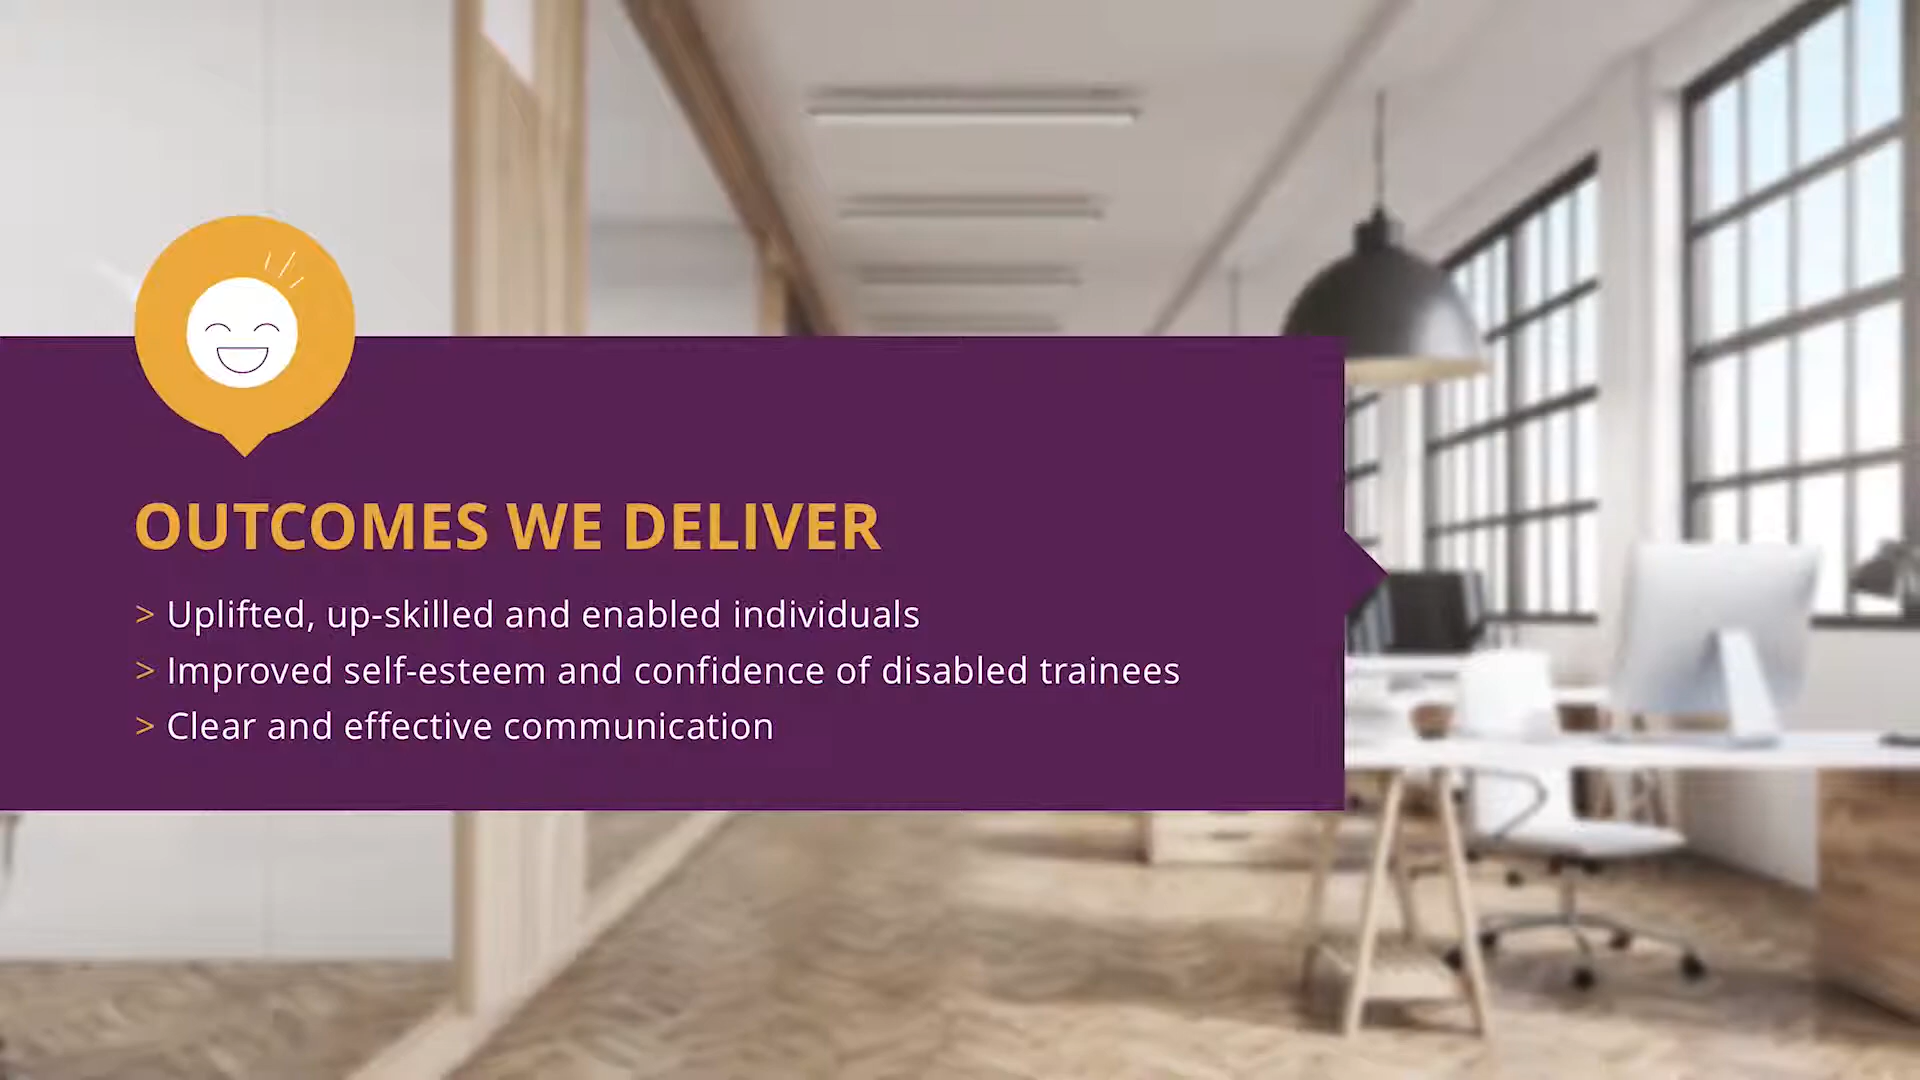 OUTCOMES WE DELIVER
> Uplifted, up-skilled and enabled individuals
> Improved self-esteem and confidence of disabled trainees
> Clear and effective communication